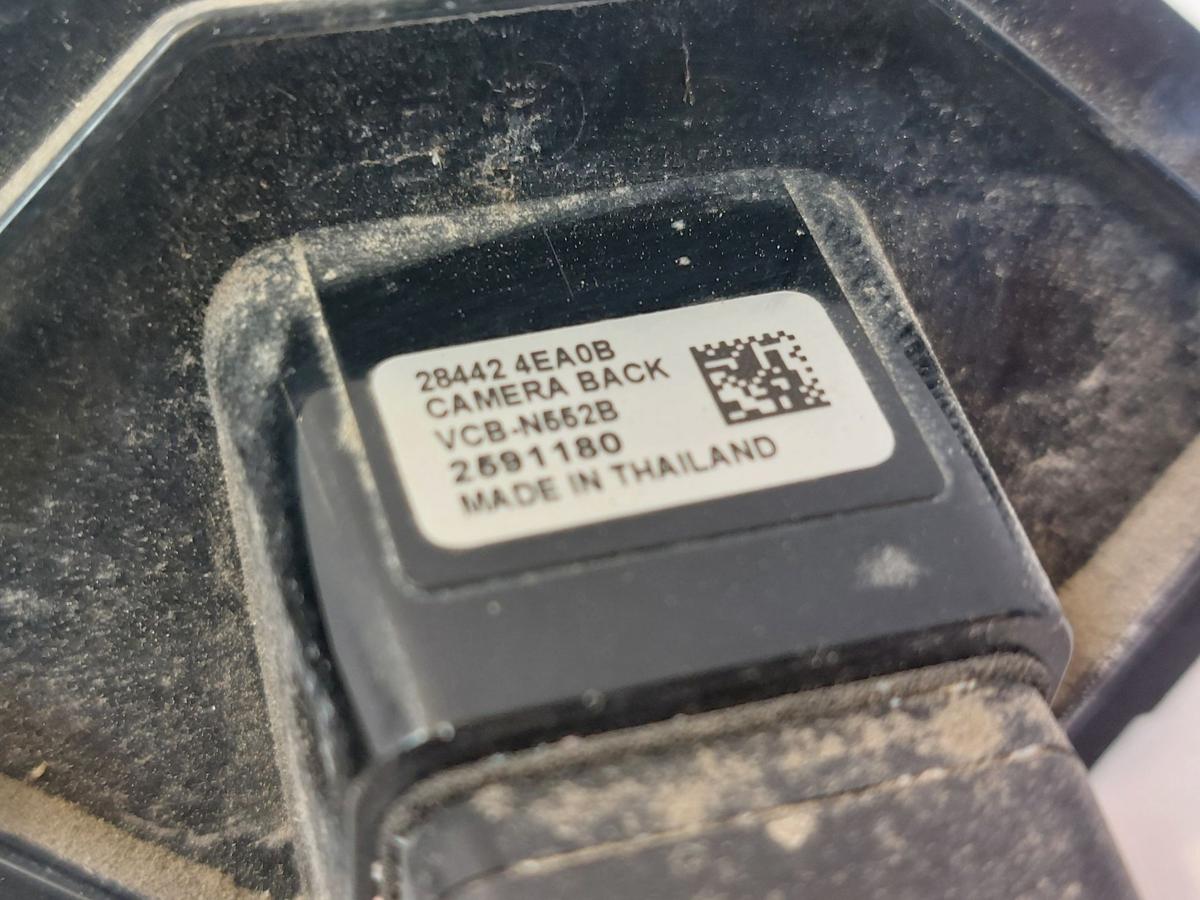 28442 4EA0B
CAMERA BACK
VCB-N552B
2591180
MADE IN THAILAND